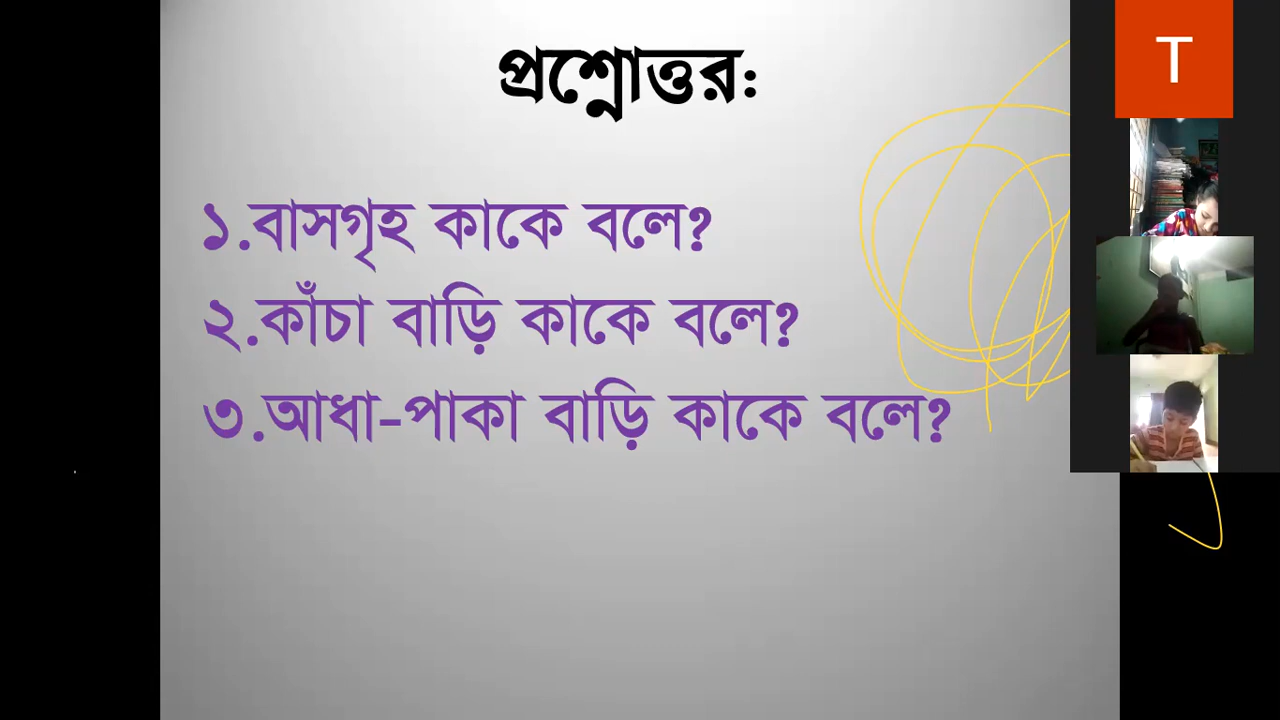 প্রশ্নোত্তর:
T
১.বাসগৃহ কাকে বলে?
২.কাঁচা বাড়ি কাকে বলে?
৩.আধা-পাকা বাড়ি কাকে বলে?